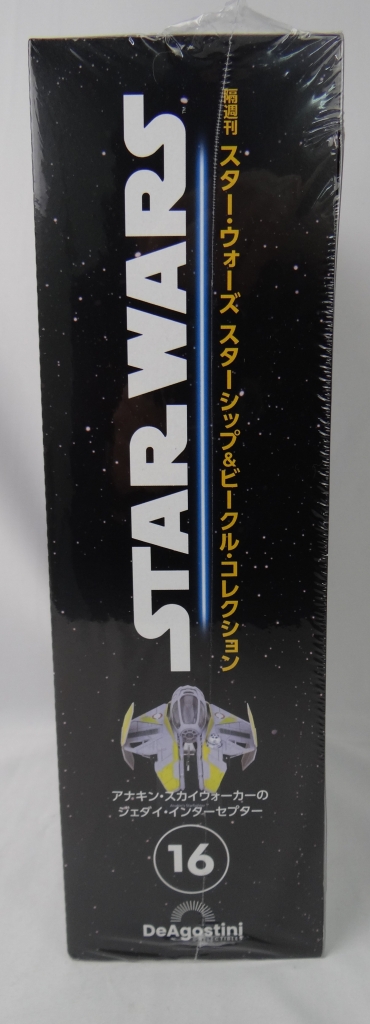 隔週刊 スター・ウォーズ スターシップ&ビークル・コレクション
STAR WARS
アナキン・スカイウォーカーの
ジェダイ・インターセプター
16
DeAgostini